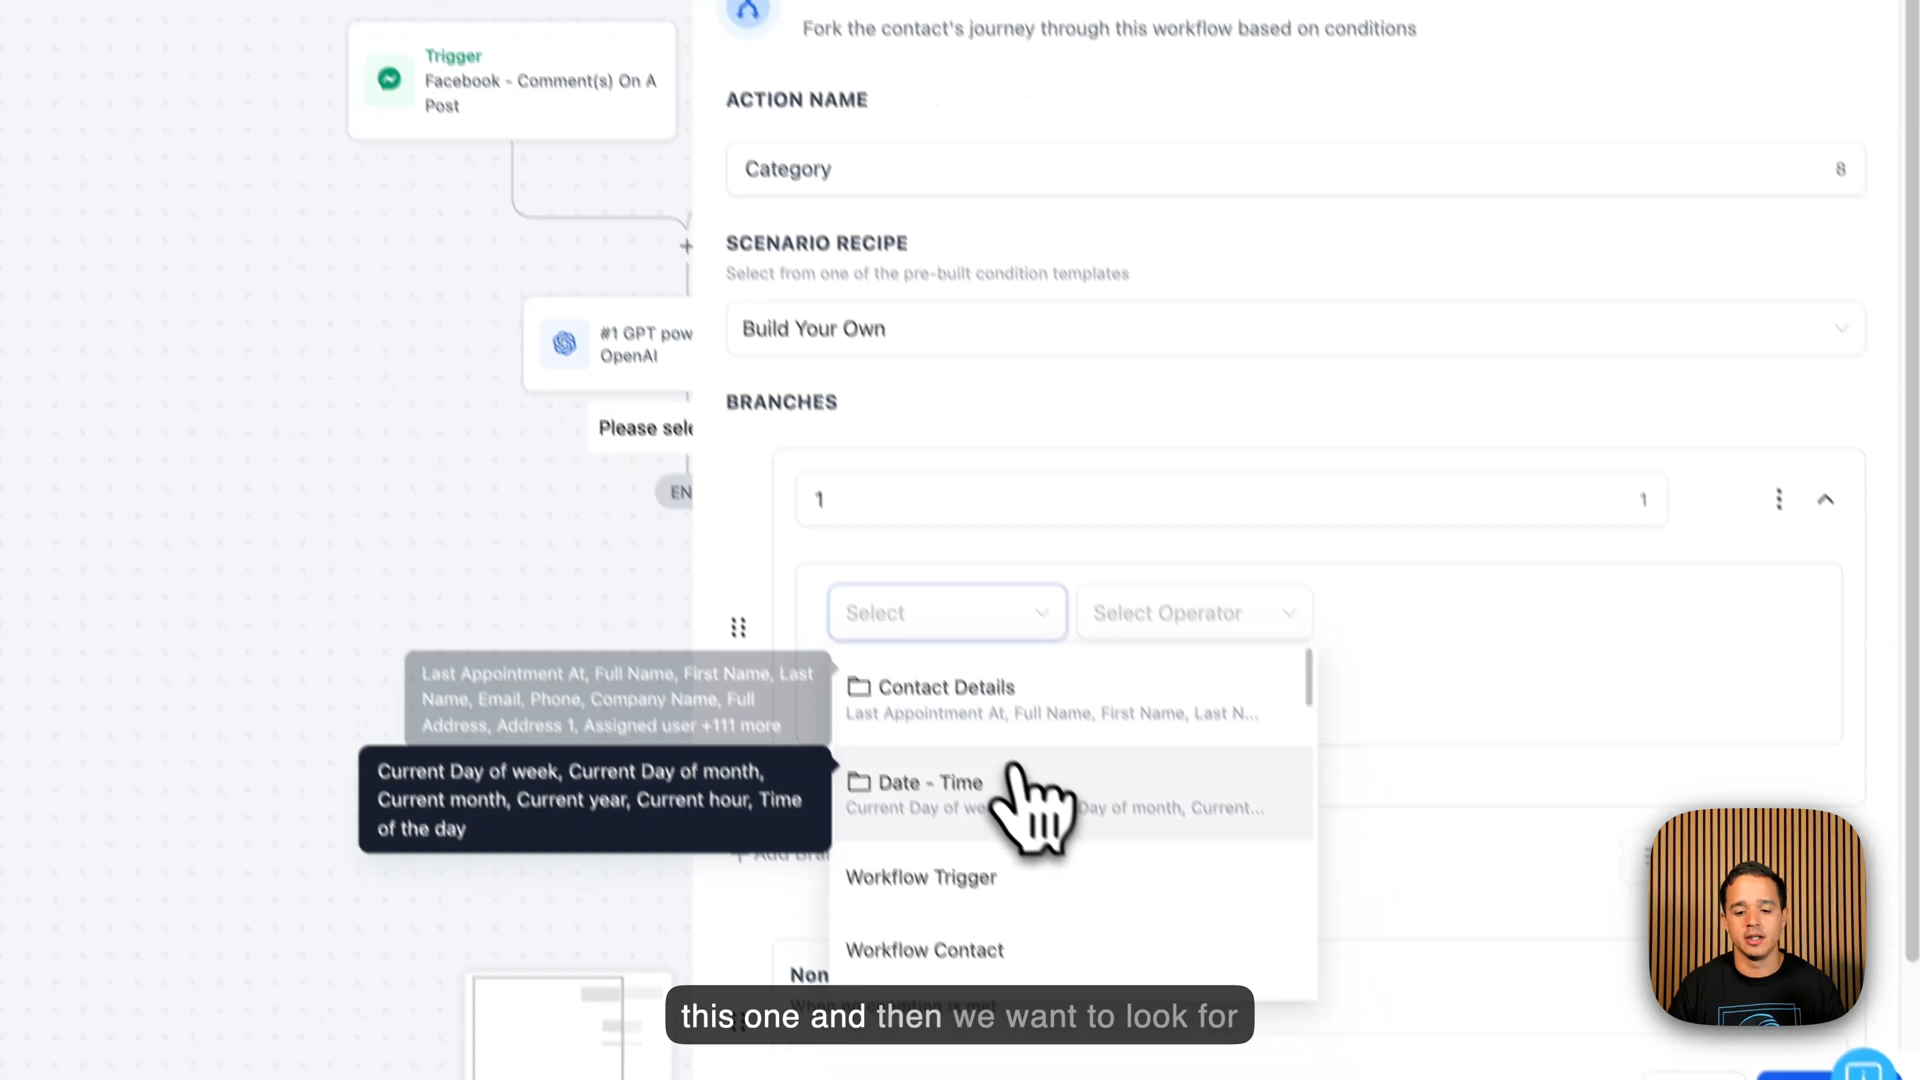 Trigger
Facebook - Comment(s) On A
Post
Fork the contact's journey through this workflow based on conditions
ACTION NAME
Category
8
SCENARIO RECIPE
Select from one of the pre-built condition templates
Build Your Own
#1 GPT pow
OpenAI
BRANCHES
Please sele
EN
1
1
Select
Select Operator
Last Appointment At, Full Name, First Name, Last
Name, Email, Phone, Company Name, Full
Address, Address 1, Assigned user +111 more
Contact Details
Last Appointment At, Full Name, First Name, Last N...
Current Day of week, Current Day of month,
Current month, Current year, Current hour, Time
of the day
Date - Time
Current Day of we Day of month, Current...
+ Add Bra
Workflow Trigger
Workflow Contact
Non
this one and then we want to look for